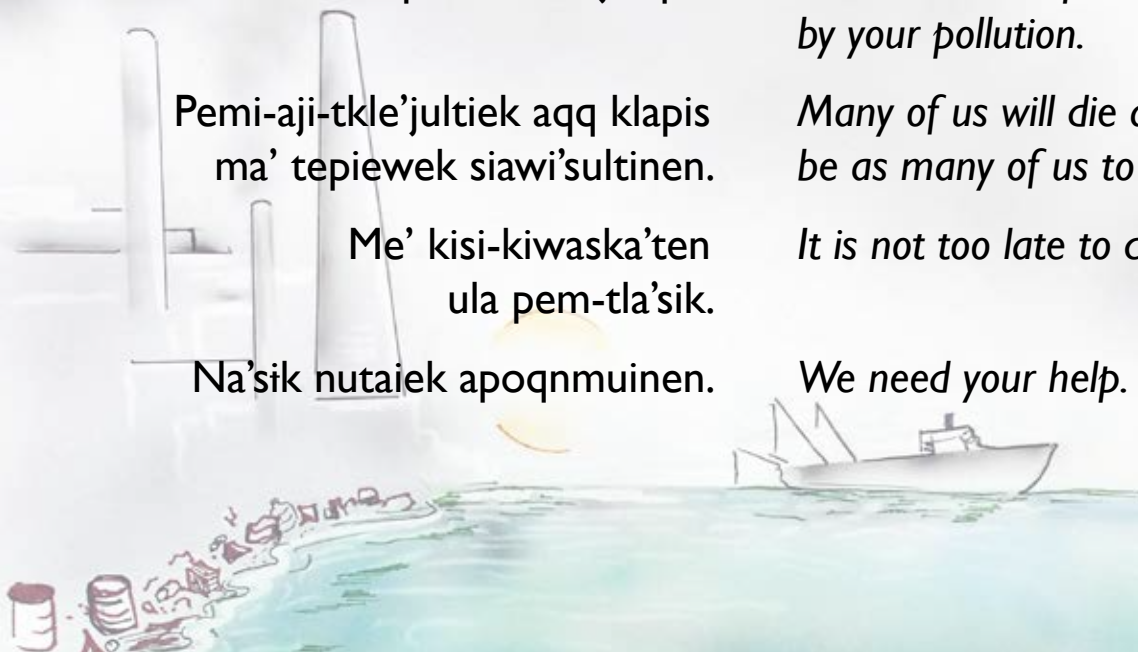 by your pollution.
Pemi-aji-tkle’jultiek aqq klapis
ma’ tepiewek siawi’sultinen.
Many of us will die
be as many of us to
Me’ kisi-kiwaska’ten
ula pem-tla’sik.
It is not too late to
Na’sɨk nutaiek apoqnmuinen.
We need your help.